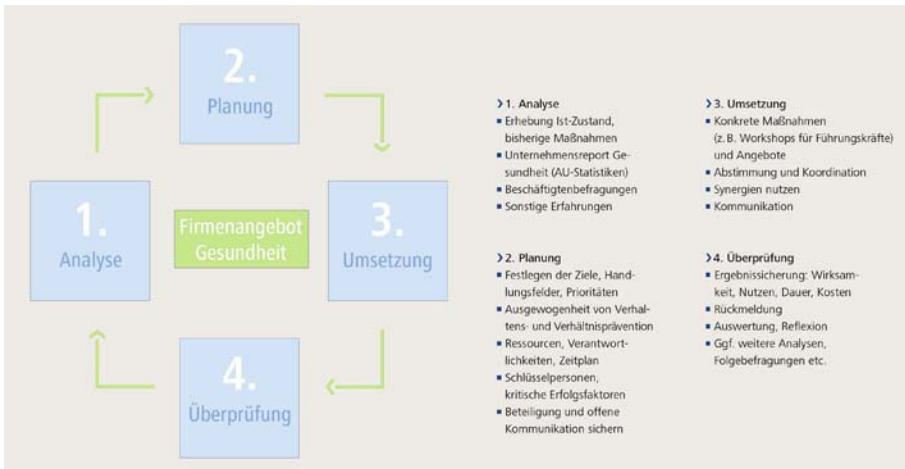 2.
Planung
1.
Analyse
Firmenangebot
Gesundheit
3.
Umsetzung
4.
Überprüfung
❯ 1. Analyse
▪ Erhebung Ist-Zustand,
bisherige Maßnahmen
▪ Unternehmensreport Ge-
sundheit (AU-Statistiken)
▪ Beschäftigtenbefragungen
▪ Sonstige Erfahrungen
❯ 2. Planung
▪ Festlegen der Ziele, Hand-
lungsfelder, Prioritäten
▪ Ausgewogenheit von Verhal-
tens- und Verhältnisprävention
▪ Ressourcen, Verantwort-
lichkeiten, Zeitplan
▪ Schlüsselpersonen,
kritische Erfolgsfaktoren
▪ Beteiligung und offene
Kommunikation sichern
❯ 3. Umsetzung
▪ Konkrete Maßnahmen
(z. B. Workshops für Führungskräfte)
und Angebote
▪ Abstimmung und Koordination
▪ Synergien nutzen
▪ Kommunikation
❯ 4. Überprüfung
▪ Ergebnissicherung: Wirksam-
keit, Nutzen, Dauer, Kosten
▪ Rückmeldung
▪ Auswertung, Reflexion
▪ Ggf. weitere Analysen,
Folgebefragungen etc.